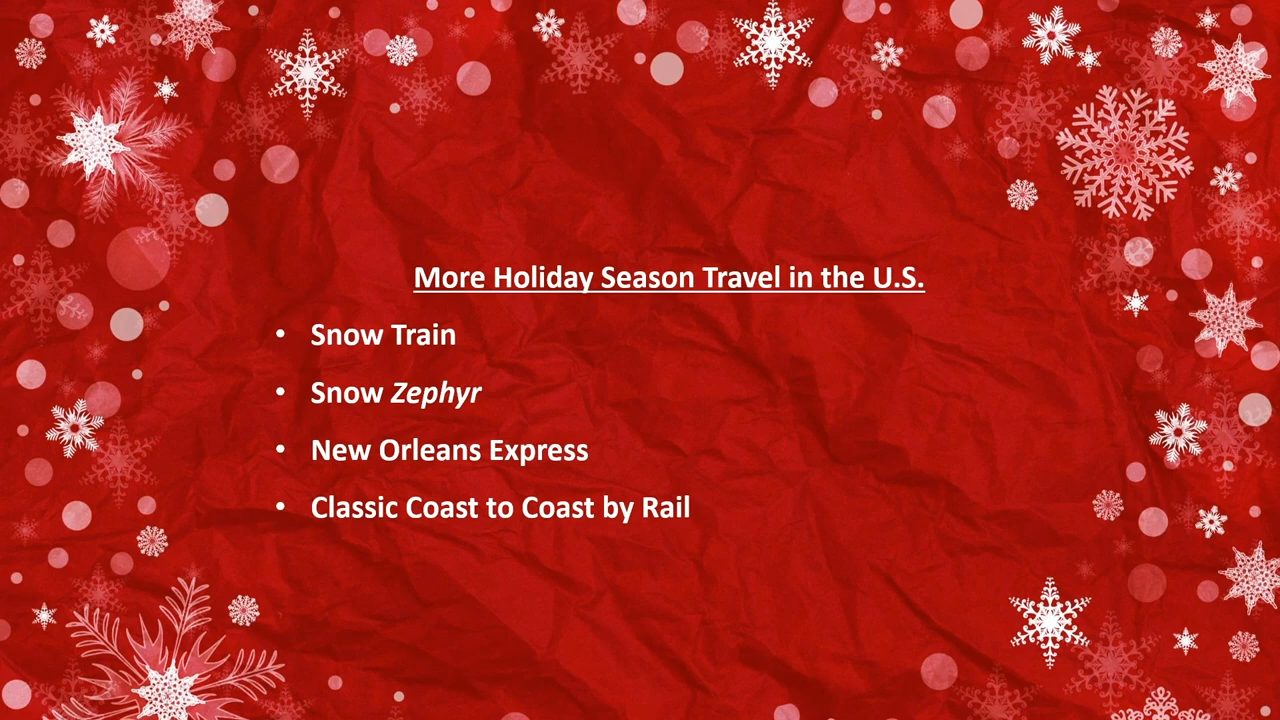 More Holiday Season Travel in the U.S.
• Snow Train
• Snow Zephyr
• New Orleans Express
• Classic Coast to Coast by Rail